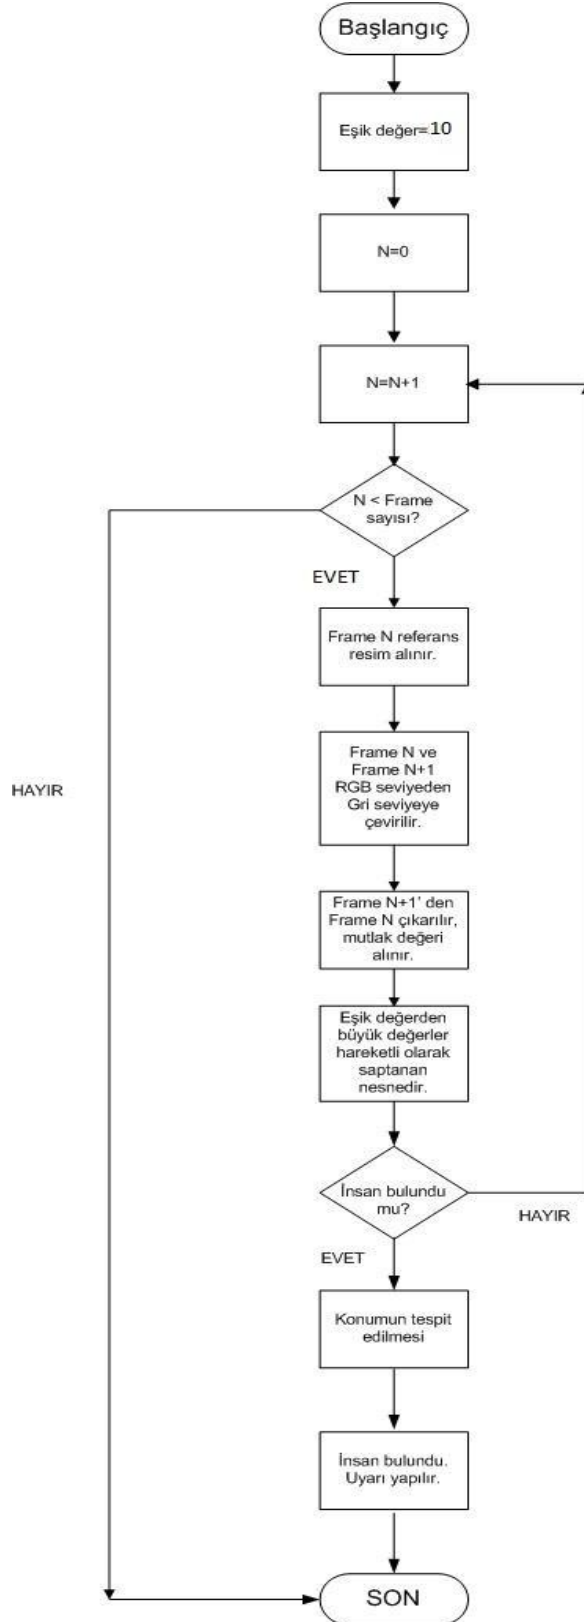 Başlangıç
Eşik değer=10
N=0
N=N+1
N < Frame
sayısı?
EVET
Frame N referans
resim alınır.
Frame N ve
Frame N+1
RGB seviyeden
Gri seviyeye
çevirilir.
HAYIR
Frame N+1' den
Frame N çıkarılır,
mutlak değeri
alınır.
Eşik değerden
büyük değerler
hareketli olarak
saptanan
nesnedir.
İnsan bulundu
mu?
HAYIR
EVET
Konumun tespit
edilmesi
İnsan bulundu.
Uyarı yapılır.
SON